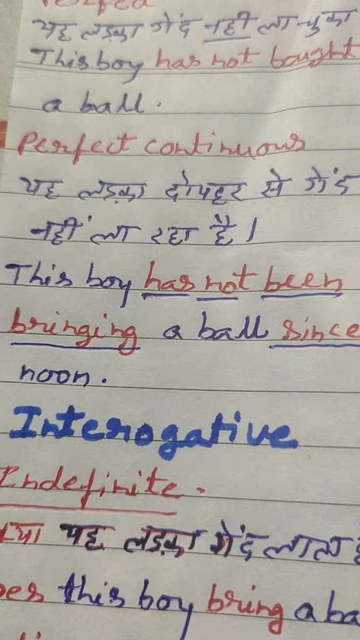 यह लड़का गेंद नहीं ला चुका
This boy has not bought
a ball.
Perfect continuous
यह लड़का दोपहर से गेंद
नहीं ला रहा है।
This boy has not been
bringing a ball since
noon.
Interogative
Indefinite.
यह लड़का गेंद लाता
this boy bring a ba